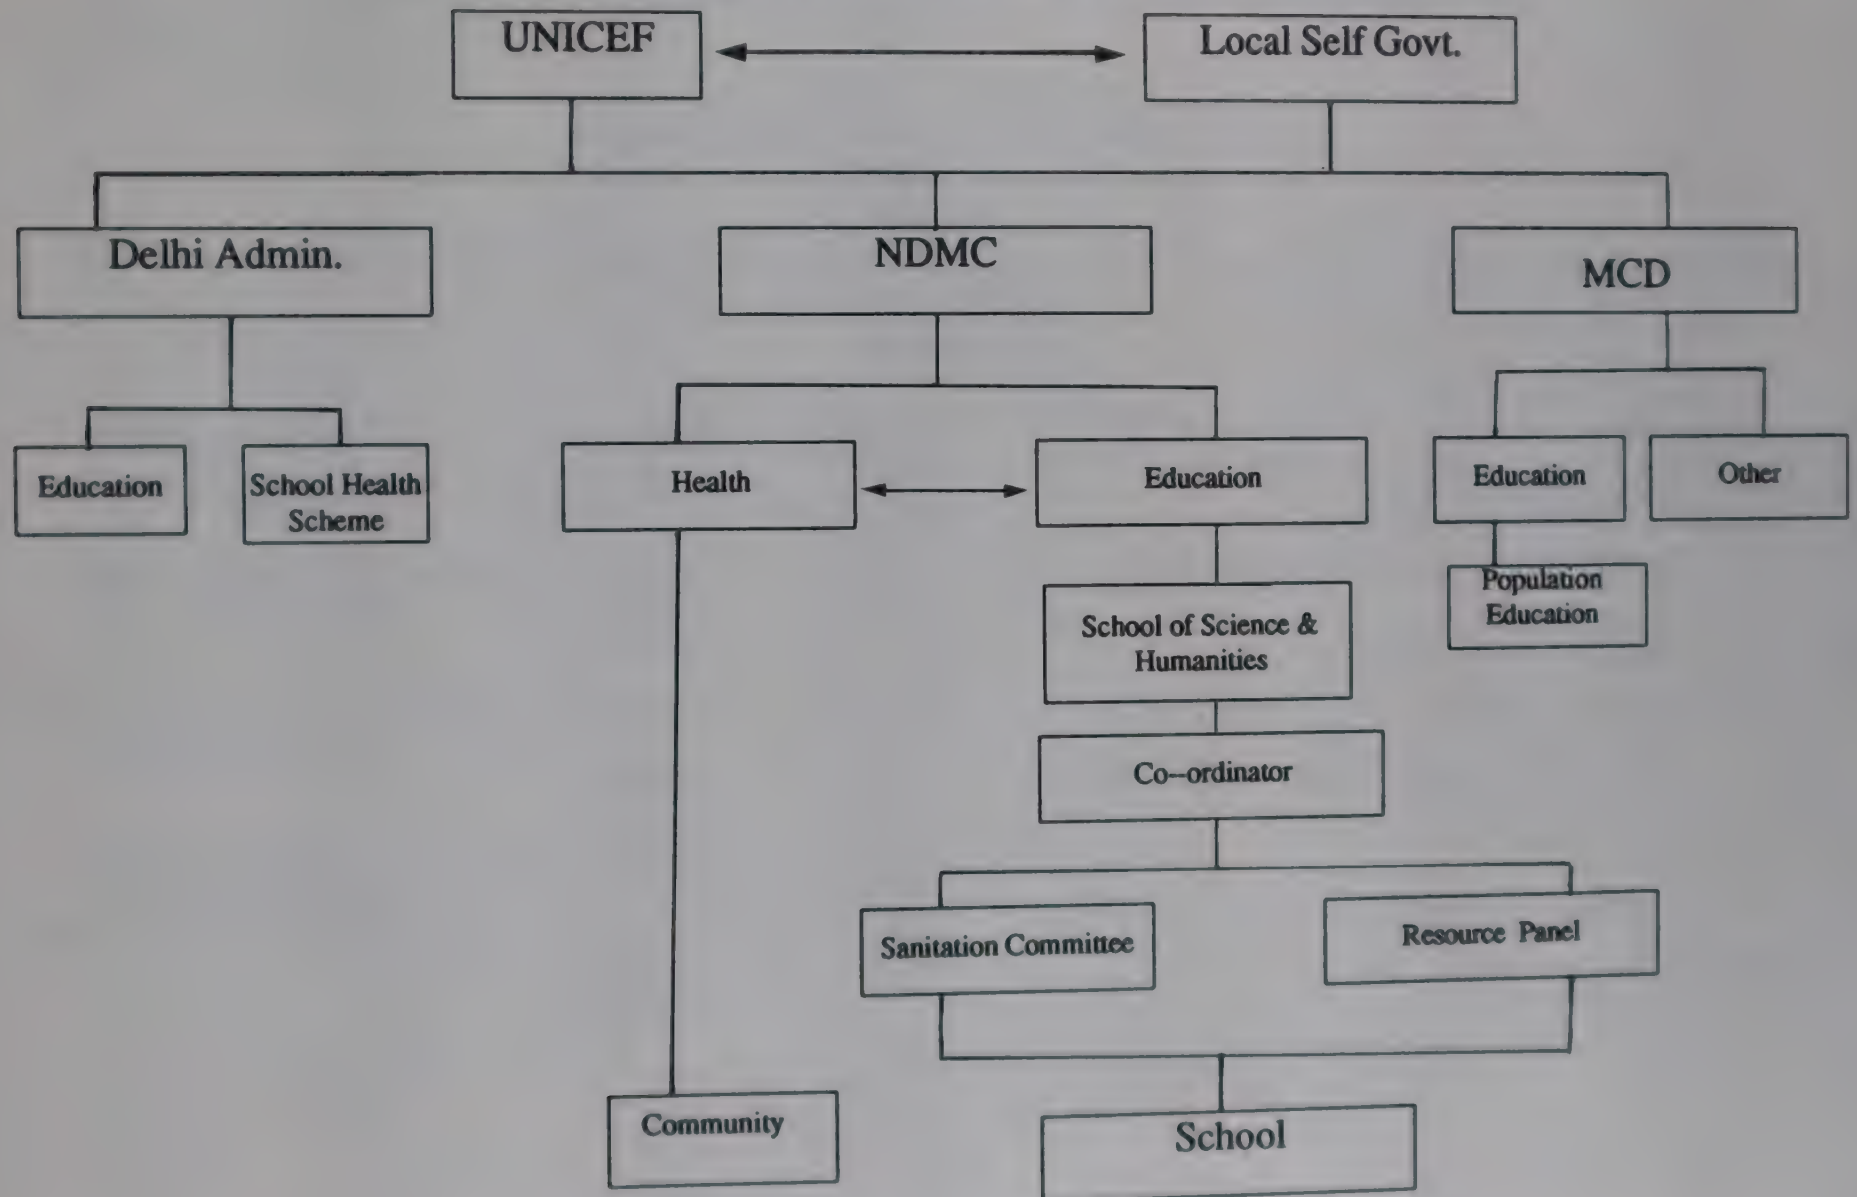 UNICEF
Local Self Govt.
Delhi Admin.
NDMC
MCD
Education
School Health
Scheme
Health
Education
Education
Other
Population
Education
School of Science &
Humanities
Co--ordinator
Sanitation Committee
Resource Panel
Community
School